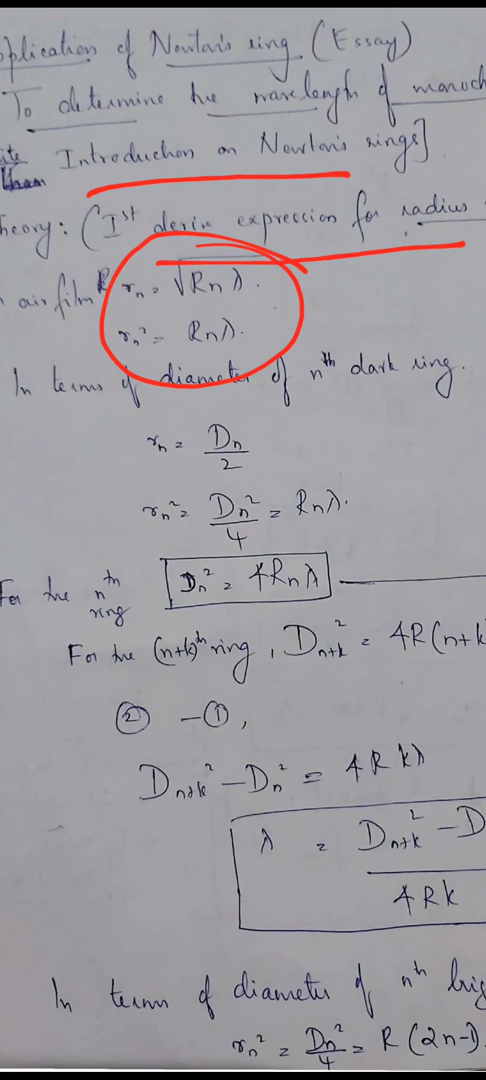 pplication of Newton's ring (Essay)
To determine the wavelength of monoch
ite Introduction on Newton's rings]
heory: (Ist deriv expression for radius
air film rn = √Rnλ.
rn² = Rnλ.
In terms of diameter of nth dark ring.
rn = Dn/2
rn² = Dn²/4 = Rnλ.
For the nth ring Dn² = 4Rnλ
For the (n+k)th ring, Dn+k² = 4R(n+k)
② - ①,
Dn+k² - Dn² = 4Rkλ
λ = Dn+k² - D / 4Rk
In terms of diameter of nth brig
rn² = Dn²/4 = R(2n-1)